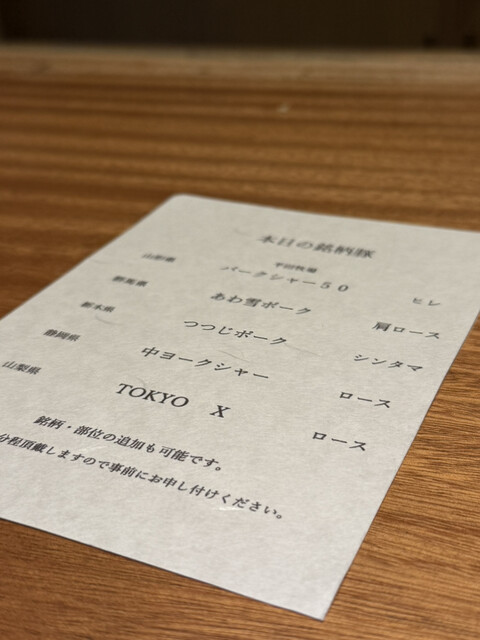 本日の銘柄豚
平田牧場
山形県 バークシャー50 ヒレ
群馬県 あわ雪ポーク 肩ロース
栃木県 つつじポーク シンタマ
静岡県 中ヨークシャー ロース
山梨県 TOKYO X ロース
銘柄・部位の追加も可能です。
分程頂戴しますので事前にお申し付けください。